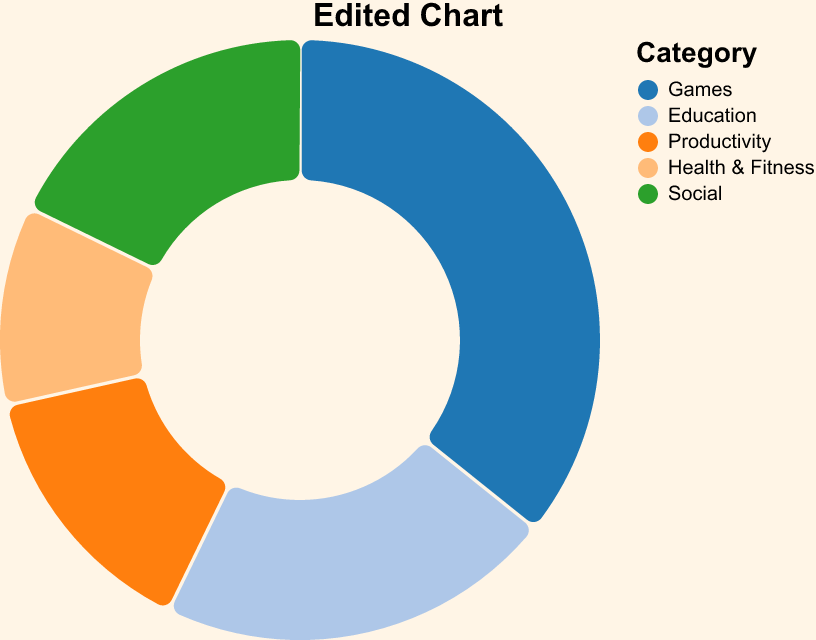 Edited Chart
Category
Games
Education
Productivity
Health & Fitness
Social